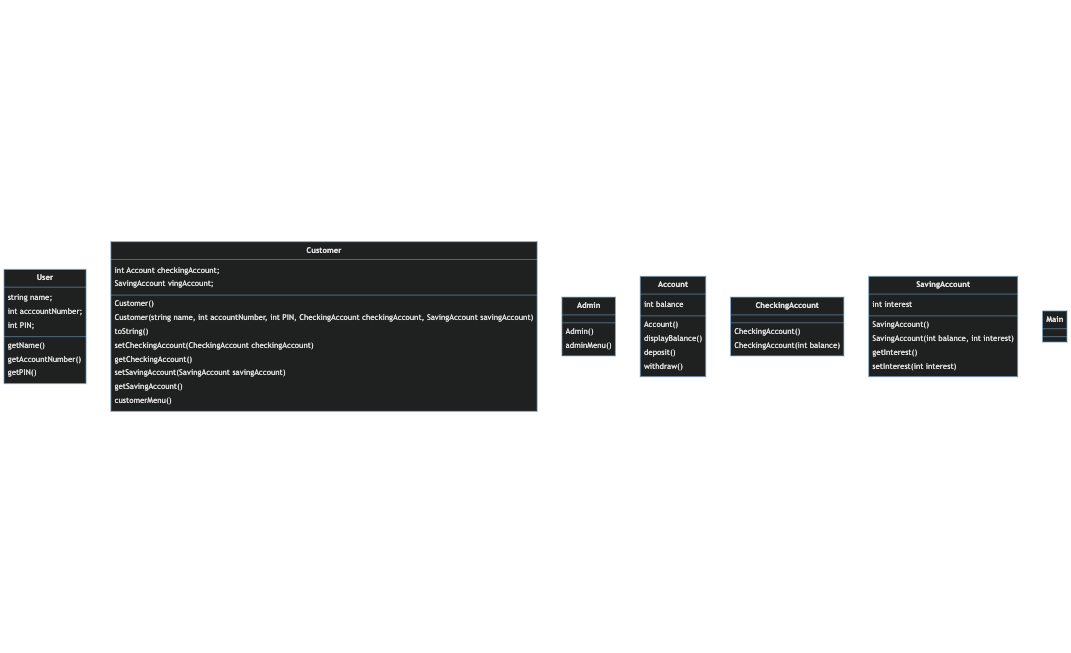 User
string name;
int acccountNumber;
int PIN;
getName()
getAccountNumber()
getPIN()
Customer
int Account checkingAccount;
SavingAccount vingAccount;
Customer()
Customer(string name, int accountNumber, int PIN, CheckingAccount checkingAccount, SavingAccount savingAccount)
toString()
setCheckingAccount(CheckingAccount checkingAccount)
getCheckingAccount()
setSavingAccount(SavingAccount savingAccount)
getSavingAccount()
customerMenu()
Admin
Admin()
adminMenu()
Account
int balance
Account()
displayBalance()
deposit()
withdraw()
CheckingAccount
CheckingAccount()
CheckingAccount(int balance)
SavingAccount
int interest
SavingAccount()
SavingAccount(int balance, int interest)
getInterest()
setInterest(int interest)
Main